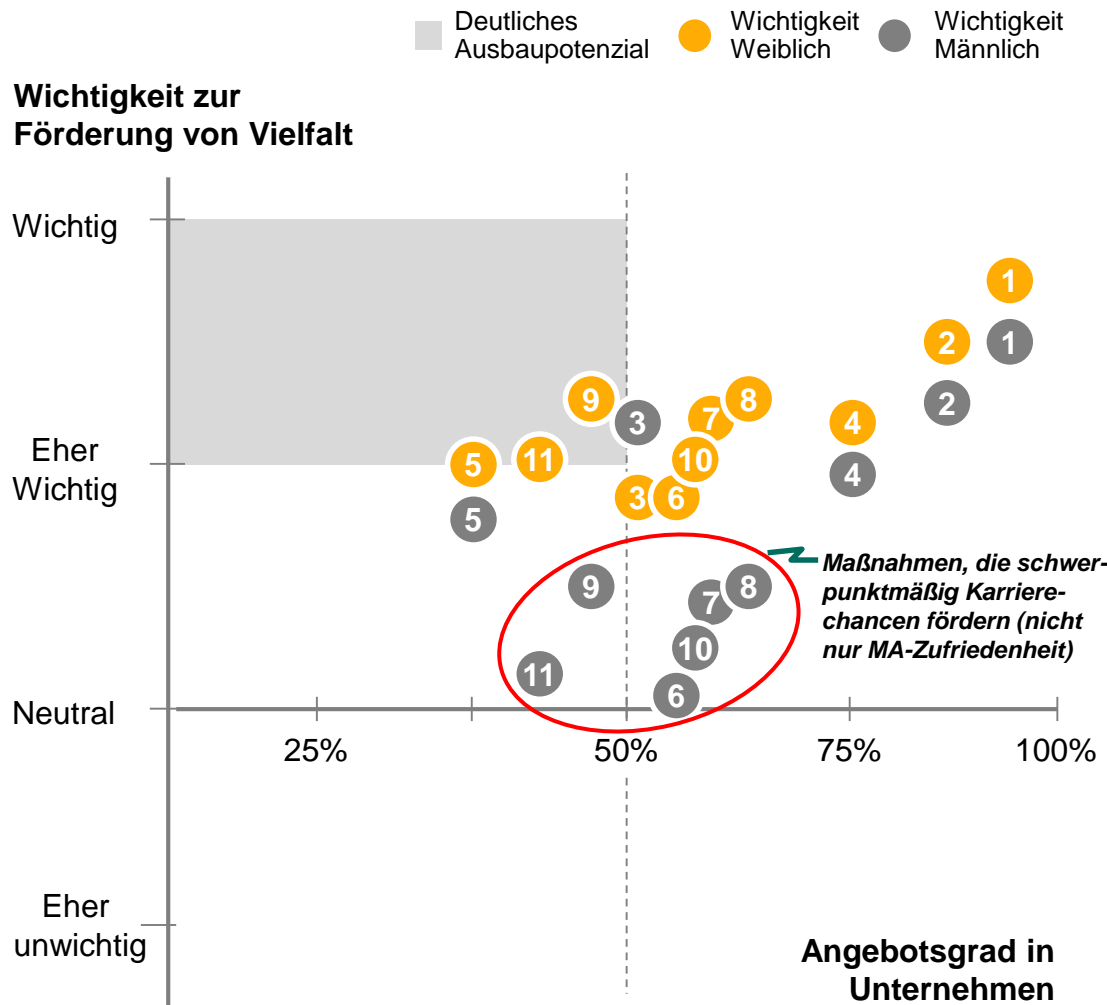 Deutliches
Ausbaupotenzial
Wichtigkeit
Weiblich
Wichtigkeit
Männlich
Wichtigkeit zur
Förderung von Vielfalt
Wichtig
1
2
1
9
8
2
3
7
4
Eher
Wichtig
5
11
10
4
3
6
5
9
8
7
Maßnahmen, die schwer-
punktmäßig Karriere-
chancen fördern (nicht
nur MA-Zufriedenheit)
10
11
6
Neutral
25%
50%
75%
100%
Eher
unwichtig
Angebotsgrad in
Unternehmen